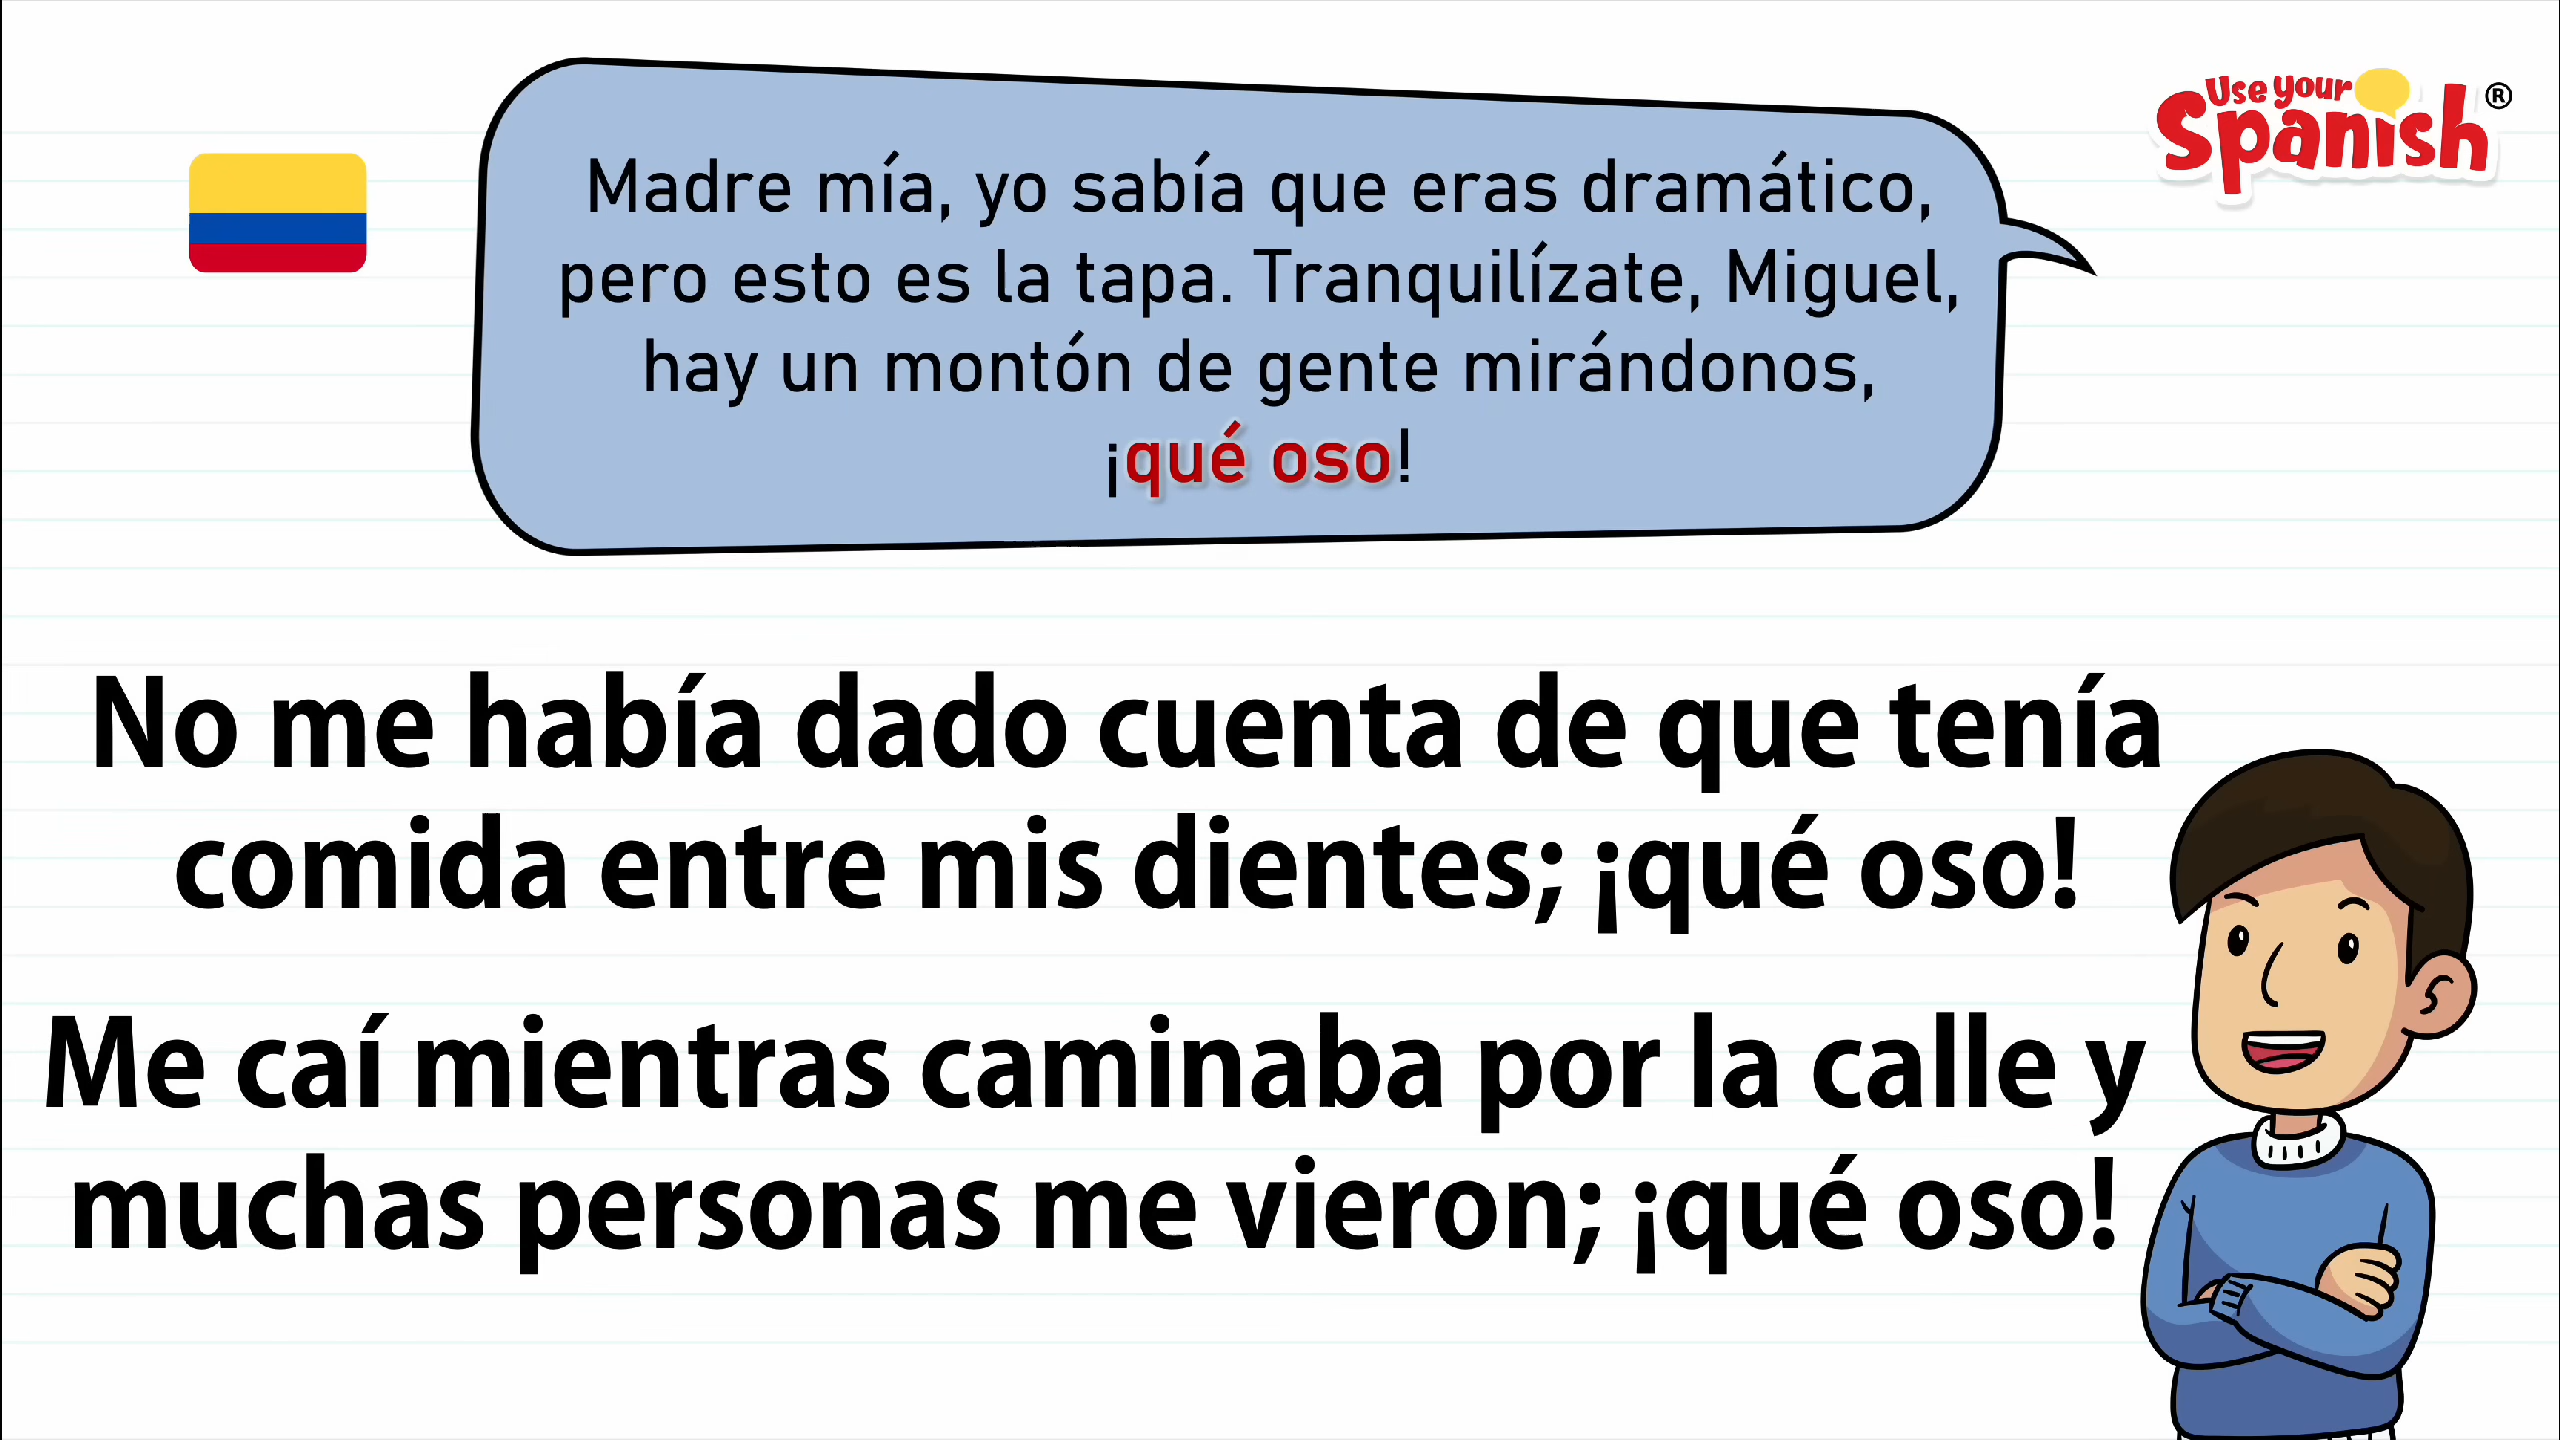 Use your
Spanish®
Madre mía, yo sabía que eras dramático,
pero esto es la tapa. Tranquilízate, Miguel,
hay un montón de gente mirándonos,
¡qué oso!
No me había dado cuenta de que tenía
comida entre mis dientes; ¡qué oso!
Me caí mientras caminaba por la calle y
muchas personas me vieron; ¡qué oso!